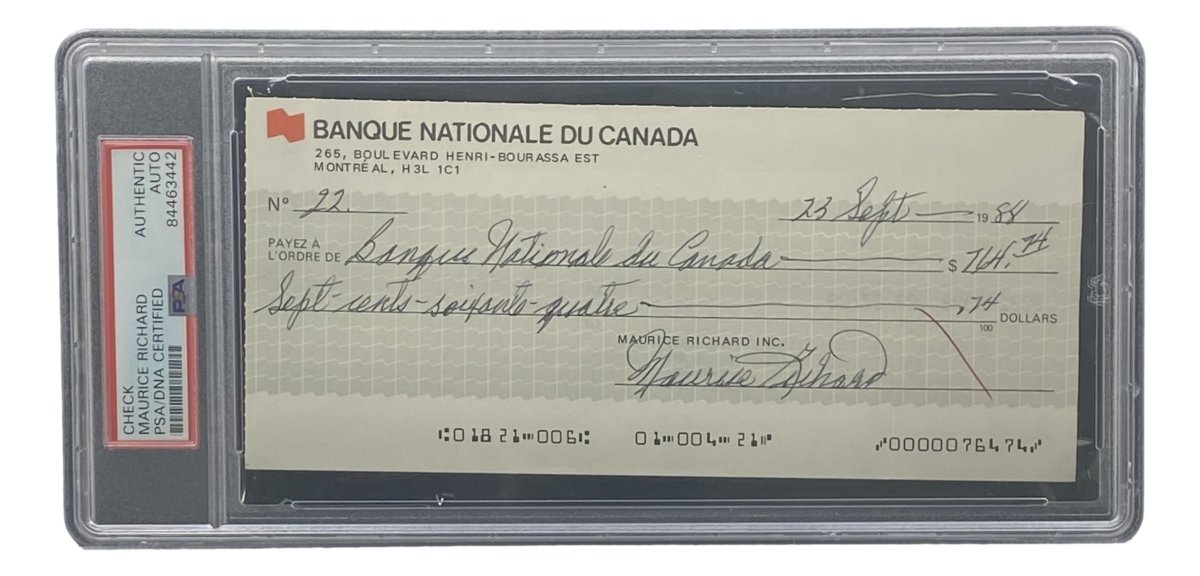 AUTHENTIC
AUTO
84463442
PSA
CHECK
MAURICE RICHARD
PSA/DNA CERTIFIED
BANQUE NATIONALE DU CANADA
265, BOULEVARD HENRI-BOURASSA EST
MONTRÉAL, H3L 1C1
Nº 22.
23 Sept 1988
PAYEZ À
L'ORDRE DE Banque Nationale du Canada $ 764.74
Sept-cents-soixante-quatre ,74/100 DOLLARS
MAURICE RICHARD INC.
Maurice Richard
⑆01821⑉006⑆ 01⑉004⑉21⑈ ⑈0000076474⑈